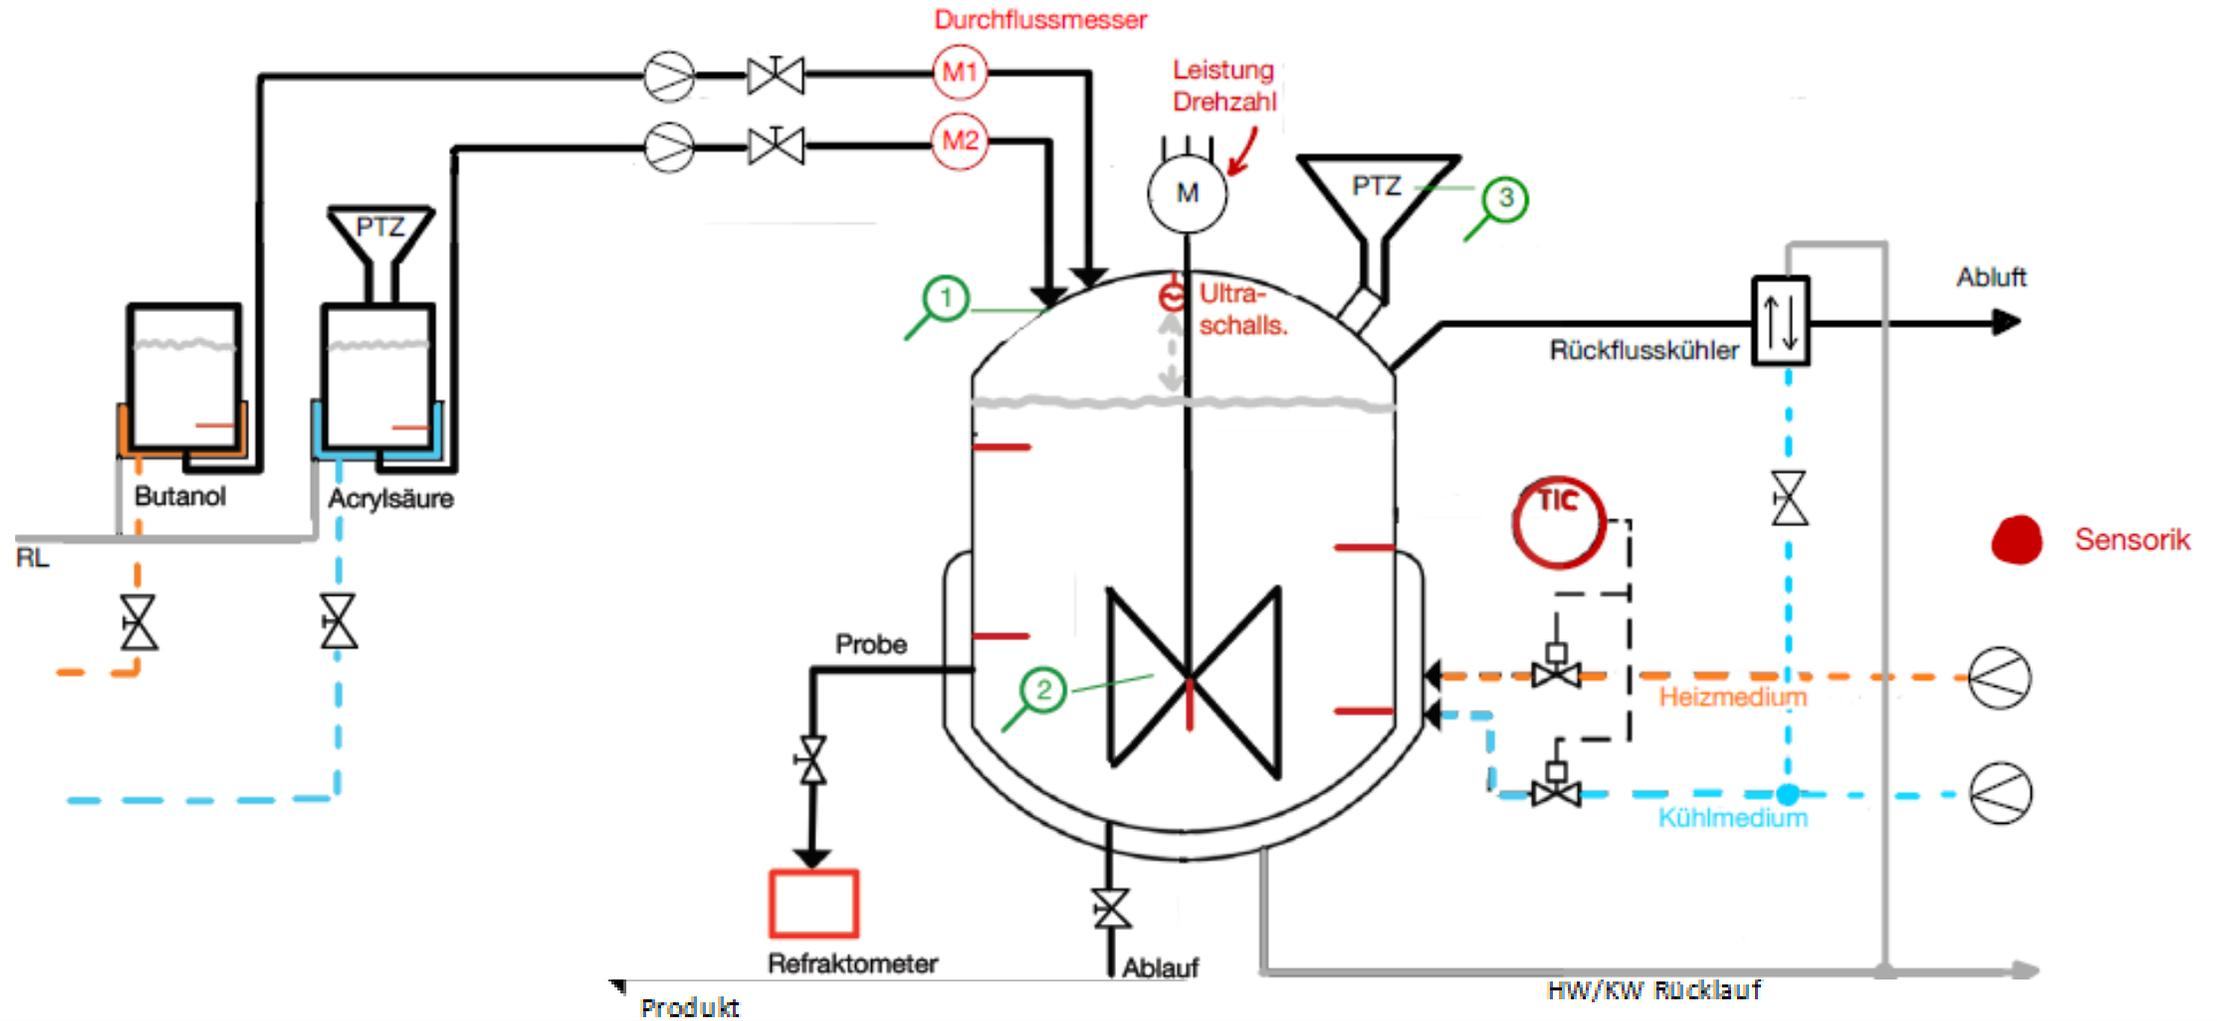 Durchflussmesser
M1
M2
Leistung
Drehzahl
M
PTZ
3
PTZ
1
Ultra-
schalls.
Abluft
Rückflusskühler
Butanol
Acrylsäure
RL
TIC
Sensorik
Probe
2
Heizmedium
Kühlmedium
Refraktometer
Ablauf
Produkt
HW/KW Rücklauf